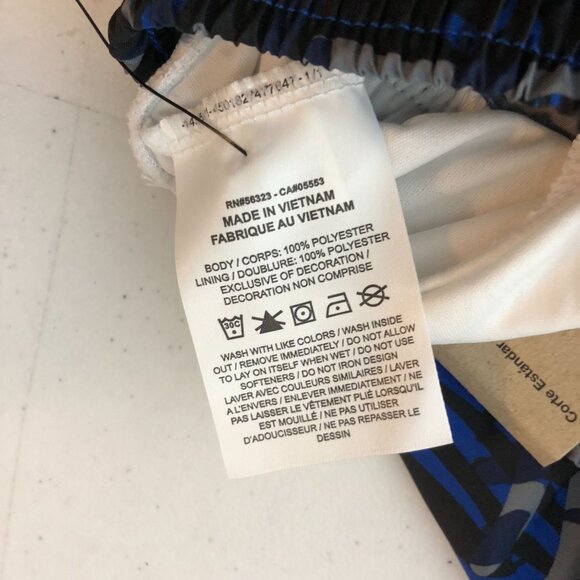 RN#56323 - CA#05553
MADE IN VIETNAM
FABRIQUE AU VIETNAM
BODY / CORPS: 100% POLYESTER
LINING / DOUBLURE: 100% POLYESTER
EXCLUSIVE OF DECORATION /
DECORATION NON COMPRISE
30C
WASH WITH LIKE COLORS / WASH INSIDE
OUT / REMOVE IMMEDIATELY / DO NOT ALLOW
TO LAY ON ITSELF WHEN WET / DO NOT USE
SOFTENERS / DO NOT IRON DESIGN
LAVER AVEC COULEURS SIMILAIRES / LAVER
A L'ENVERS / ENLEVER IMMEDIATEMENT / NE
PAS LAISSER LE VÊTEMENT PLIÉ LORSQU'IL
EST MOUILLÉ / NE PAS UTILISER
D'ADOUCISSEUR / NE PAS REPASSER LE
DESSIN
Corte Estándar